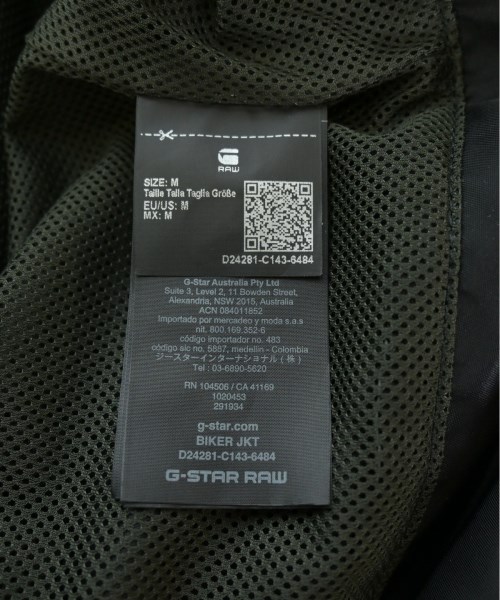 RAW
SIZE: M
Taille Talla Taglia Größe
EU/US: M
MX: M
D24281-C143-6484
G-Star Australia Pty Ltd
Suite 3, Level 2, 11 Bowden Street,
Alexandria, NSW 2015, Australia
ACN 084011852
Importado por mercadeo y moda s.a.s
nit. 800.169.352-6
código importador no. 483
código sic no. 5887, medellin - Colombia
ジースターインターナショナル(株)
Tel : 03-6890-5620
RN 104506 / CA 41169
1020453
291934
g-star.com
BIKER JKT
D24281-C143-6484
G-STAR RAW